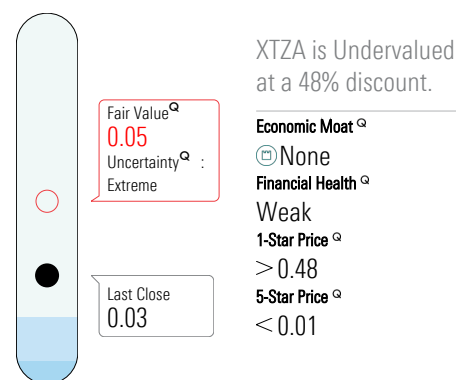 XTZA is Undervalued
at a 48% discount.
Fair Value Q
0.05
Uncertainty Q :
Extreme
Last Close
0.03
Economic Moat Q
None
Financial Health Q
Weak
1-Star Price Q
>0.48
5-Star Price Q
<0.01